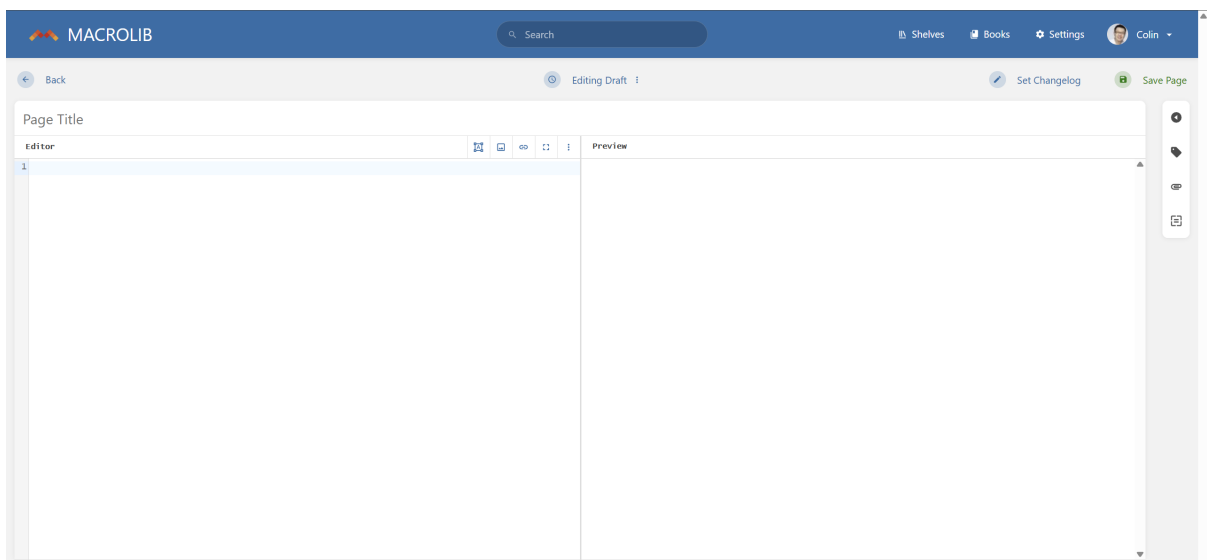 MACROLIB
Search
Shelves
Books
Settings
Colin
Back
Editing Draft
Set Changelog
Save Page
Page Title
Editor
Preview
1